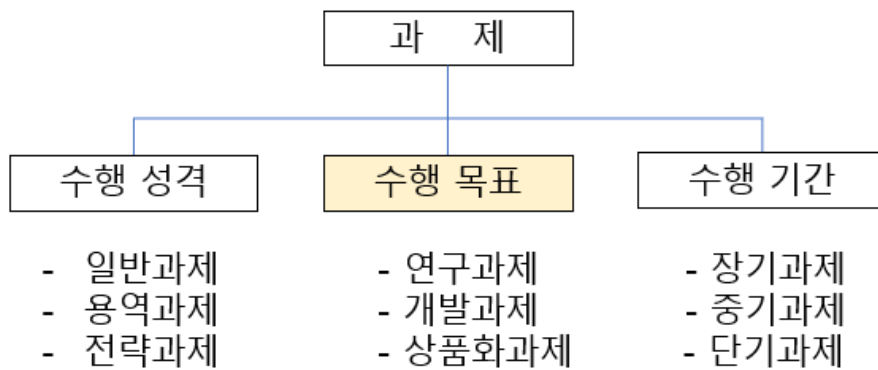 과 제
수행 성격
수행 목표
수행 기간
- 일반과제
- 용역과제
- 전략과제
- 연구과제
- 개발과제
- 상품화과제
- 장기과제
- 중기과제
- 단기과제